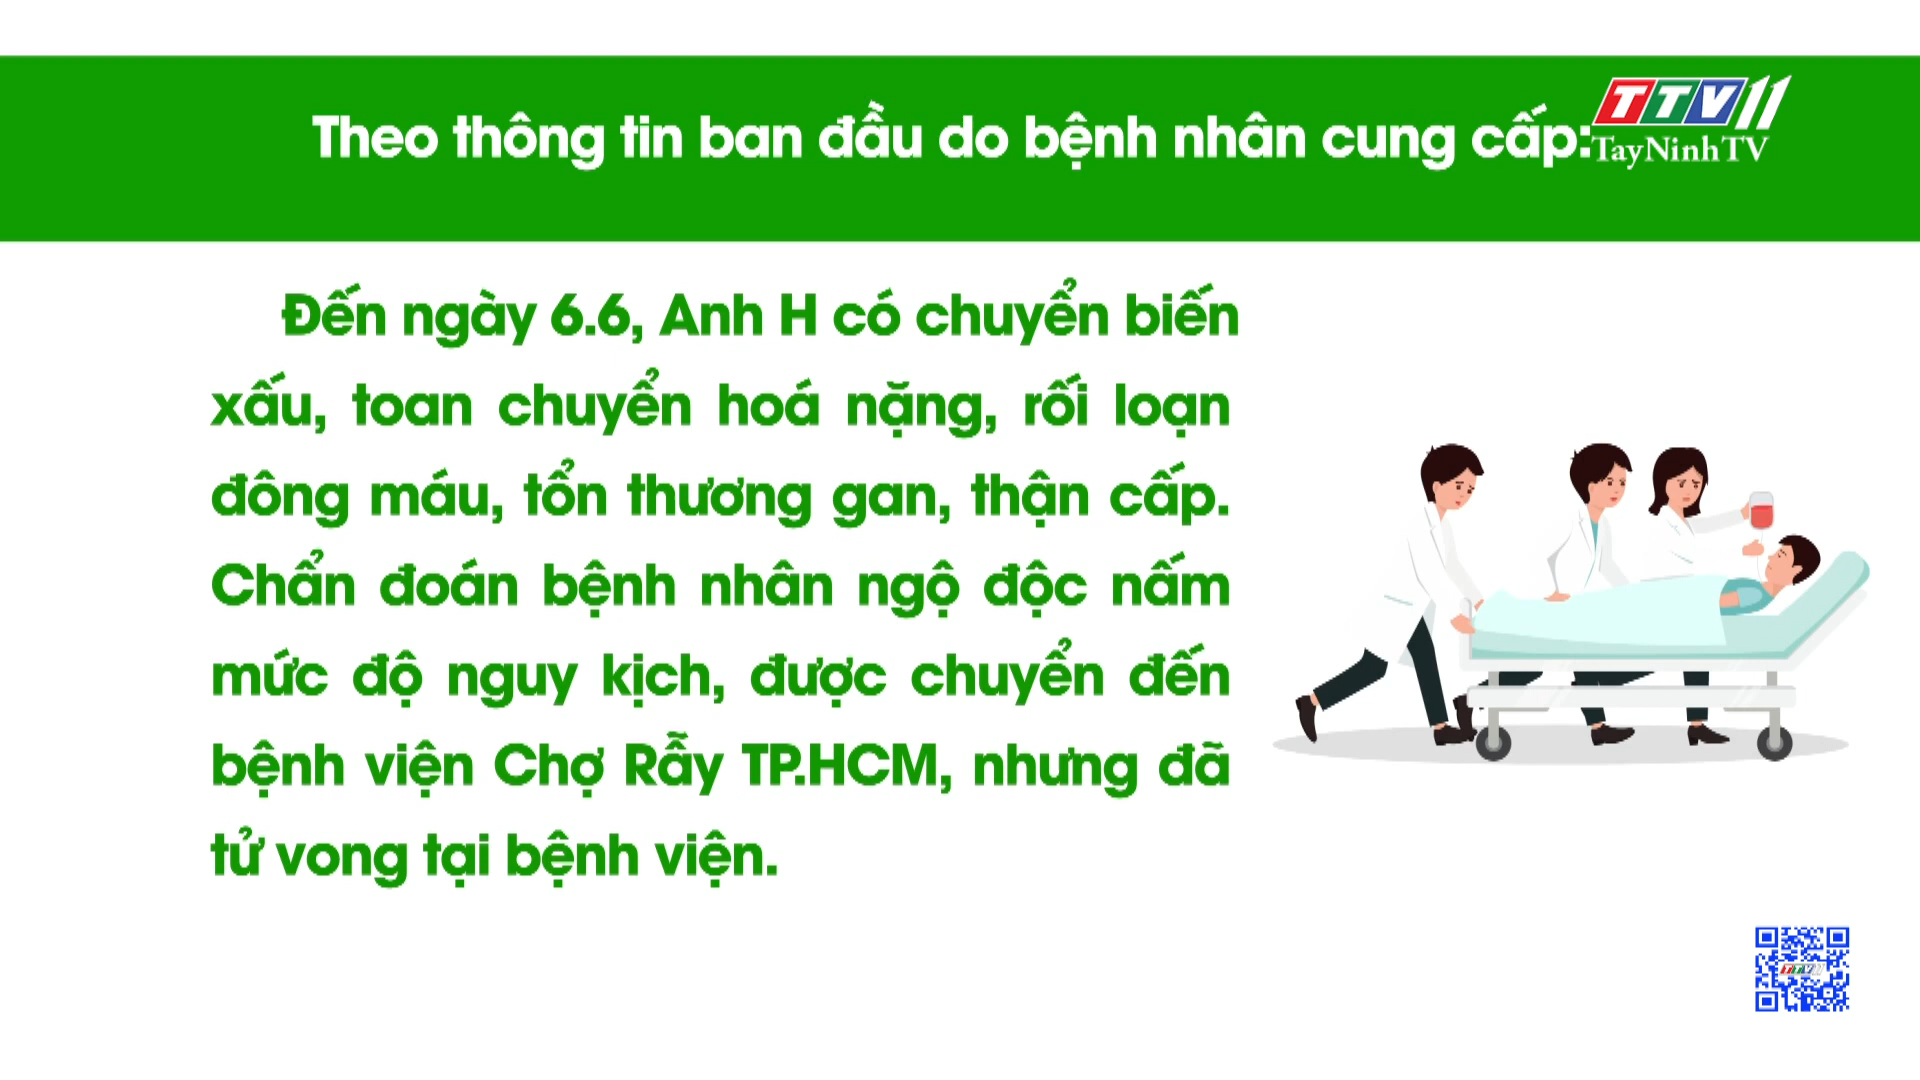 TTV11
Theo thông tin ban đầu do bệnh nhân cung cấp:
TayNinhTV
Đến ngày 6.6, Anh H có chuyển biến
xấu, toan chuyển hoá nặng, rối loạn
đông máu, tổn thương gan, thận cấp.
Chẩn đoán bệnh nhân ngộ độc nấm
mức độ nguy kịch, được chuyển đến
bệnh viện Chợ Rẫy TP.HCM, nhưng đã
tử vong tại bệnh viện.
TTV11